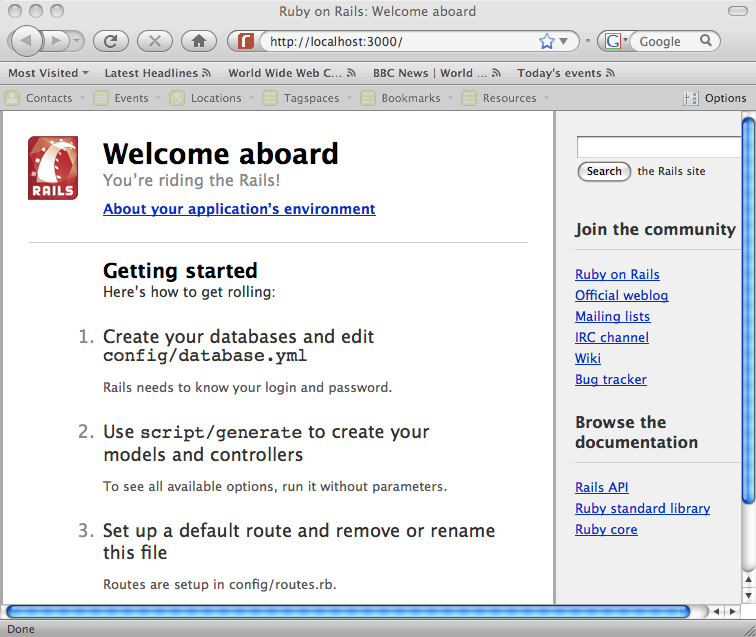 Ruby on Rails: Welcome aboard
http://localhost:3000/
G
Google
Most Visited
Latest Headlines
World Wide Web C...
BBC News | World ...
Today's events
Contacts
Events
Locations
Tagspaces
Bookmarks
Resources
Options
RAILS
Welcome aboard
You're riding the Rails!
About your application's environment
Getting started
Here's how to get rolling:
1. Create your databases and edit
config/database.yml
Rails needs to know your login and password.
2. Use script/generate to create your
models and controllers
To see all available options, run it without parameters.
3. Set up a default route and remove or rename
this file
Routes are setup in config/routes.rb.
Search the Rails site
Join the community
Ruby on Rails
Official weblog
Mailing lists
IRC channel
Wiki
Bug tracker
Browse the
documentation
Rails API
Ruby standard library
Ruby core
Done